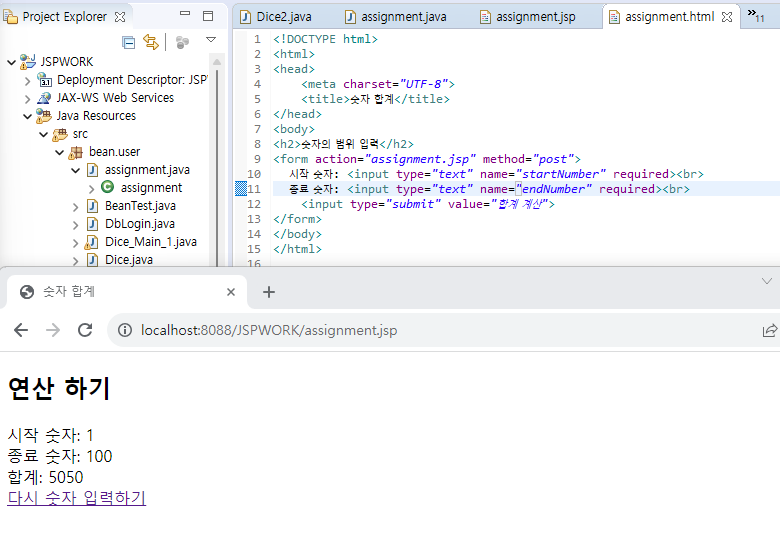 Project Explorer
JSPWORK
Deployment Descriptor: JSP
JAX-WS Web Services
Java Resources
src
bean.user
assignment.java
assignment
BeanTest.java
DbLogin.java
Dice_Main_1.java
Dice.java
Dice2.java
assignment.java
assignment.jsp
assignment.html
»11
1 <!DOCTYPE html>
2 <html>
3 <head>
4 <meta charset="UTF-8">
5 <title>숫자 합계</title>
6 </head>
7 <body>
8 <h2>숫자의 범위 입력</h2>
9 <form action="assignment.jsp" method="post">
10 시작 숫자: <input type="text" name="startNumber" required><br>
11 종료 숫자: <input type="text" name="endNumber" required><br>
12 <input type="submit" value="합계 계산">
13 </form>
14 </body>
15 </html>
16
숫자 합계
localhost:8088/JSPWORK/assignment.jsp
연산 하기
시작 숫자: 1
종료 숫자: 100
합계: 5050
다시 숫자 입력하기